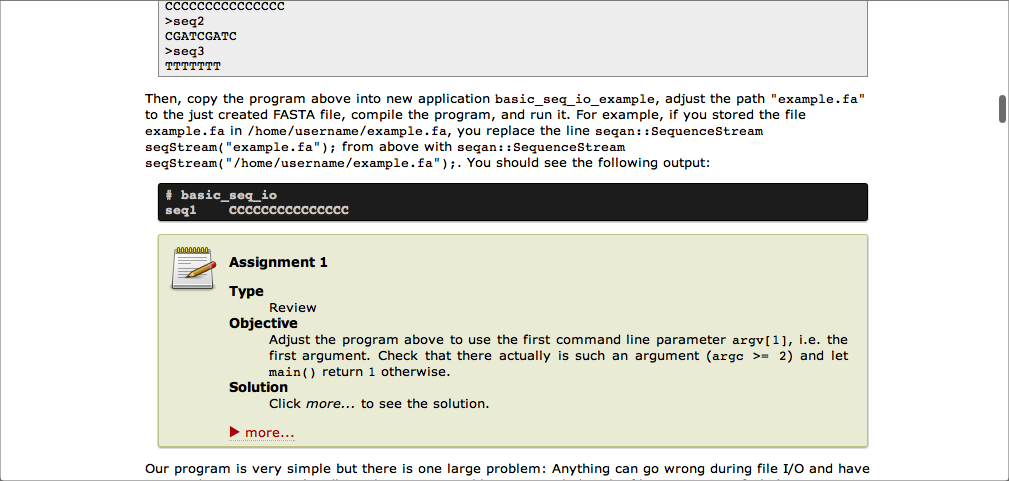 CCCCCCCCCCCCCCC
>seq2
CGATCGATC
>seq3
TTTTTTT
Then, copy the program above into new application basic_seq_io_example, adjust the path "example.fa"
to the just created FASTA file, compile the program, and run it. For example, if you stored the file
example.fa in /home/username/example.fa, you replace the line seqan::SequenceStream
seqStream("example.fa"); from above with seqan::SequenceStream
seqStream("/home/username/example.fa");. You should see the following output:
# basic_seq_io
seq1    CCCCCCCCCCCCCCC
Assignment 1
Type
Review
Objective
Adjust the program above to use the first command line parameter argv[1], i.e. the
first argument. Check that there actually is such an argument (argc >= 2) and let
main() return 1 otherwise.
Solution
Click more... to see the solution.
▶ more...
Our program is very simple but there is one large problem: Anything can go wrong during file I/O and have